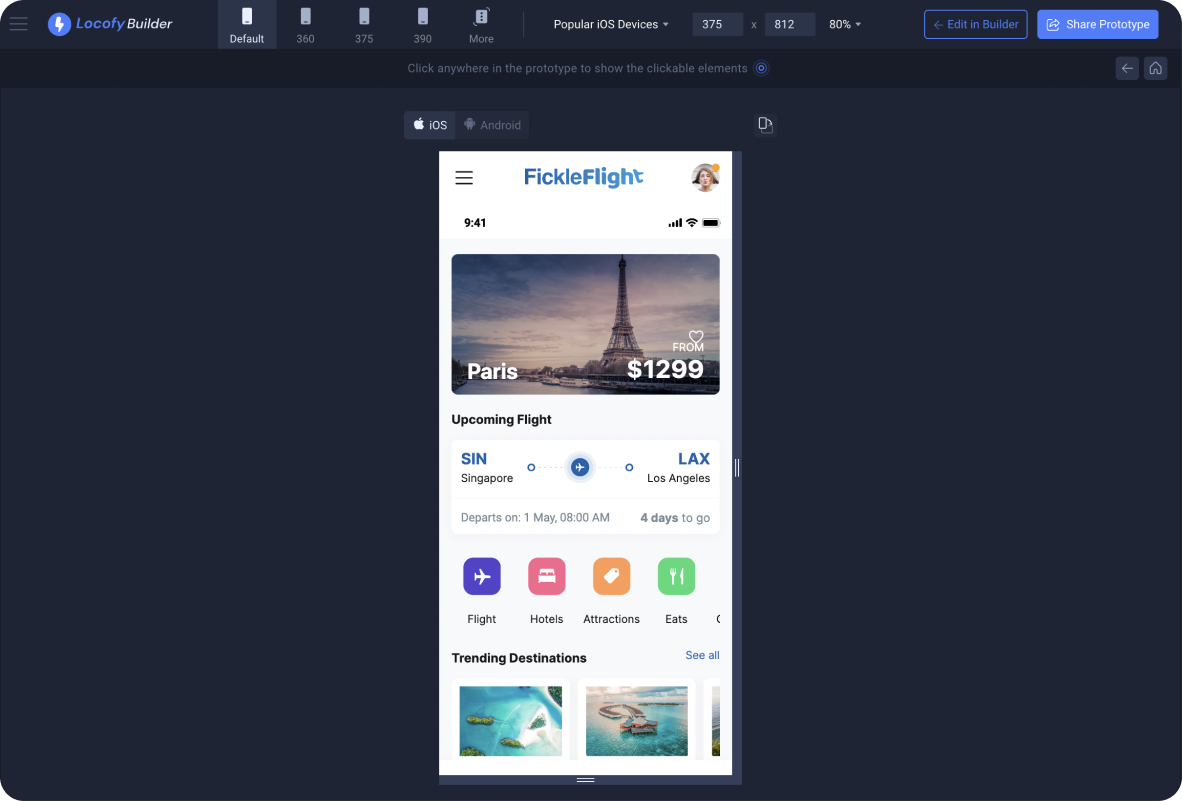 Locofy Builder
Default
360
375
390
More
Popular iOS Devices
375 x 812
80%
← Edit in Builder
Share Prototype
Click anywhere in the prototype to show the clickable elements
iOS
Android
FickleFlight
9:41
FROM
Paris
$1299
Upcoming Flight
SIN
LAX
Singapore
Los Angeles
Departs on: 1 May, 08:00 AM
4 days to go
Flight
Hotels
Attractions
Eats
Trending Destinations
See all